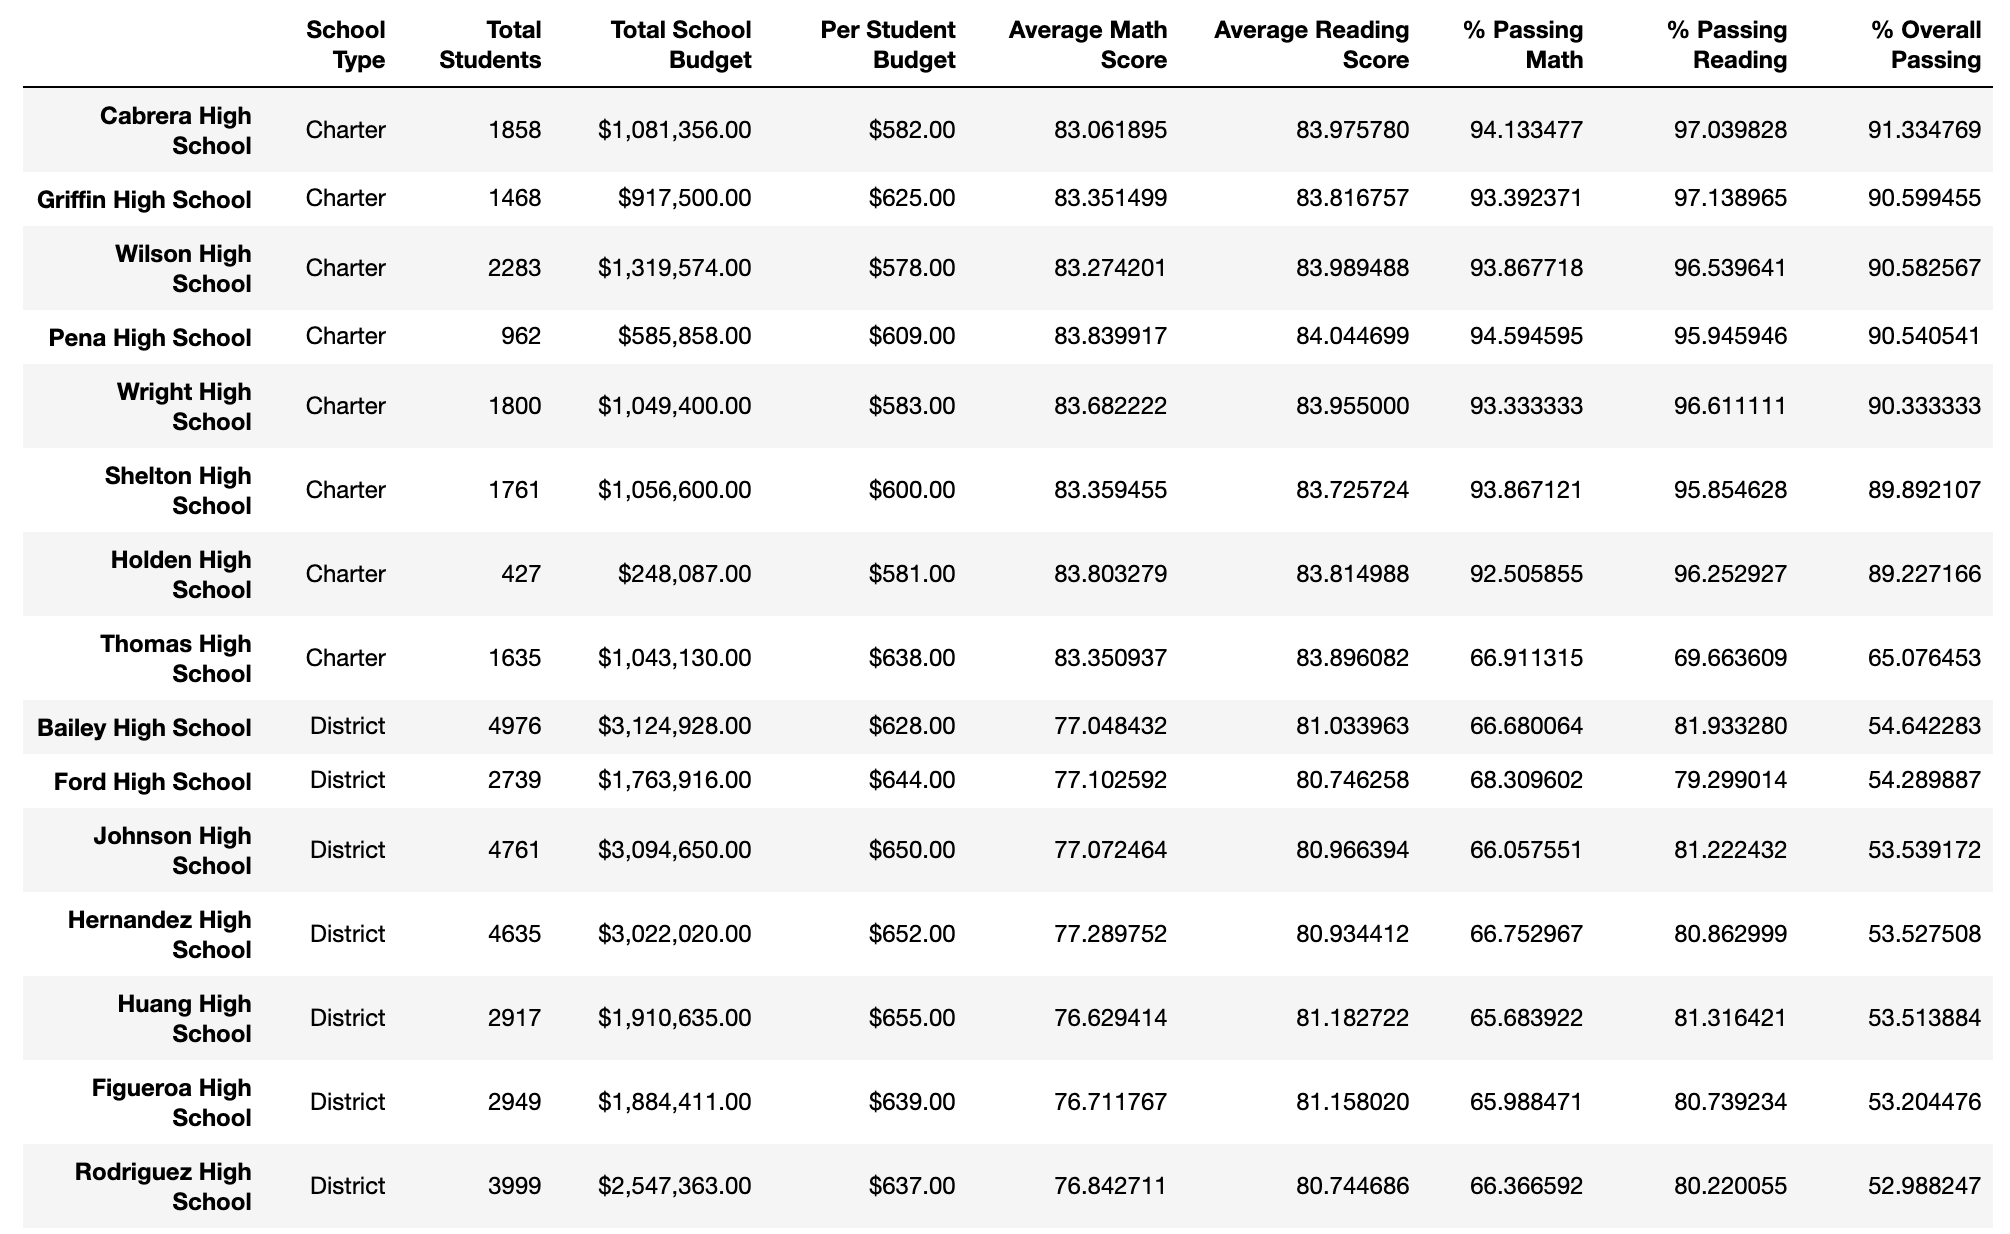 School Type Total Students Total School Budget Per Student Budget Average Math Score Average Reading Score % Passing Math % Passing Reading % Overall Passing
Cabrera High School Charter 1858 $1,081,356.00 $582.00 83.061895 83.975780 94.133477 97.039828 91.334769
Griffin High School Charter 1468 $917,500.00 $625.00 83.351499 83.816757 93.392371 97.138965 90.599455
Wilson High School Charter 2283 $1,319,574.00 $578.00 83.274201 83.989488 93.867718 96.539641 90.582567
Pena High School Charter 962 $585,858.00 $609.00 83.839917 84.044699 94.594595 95.945946 90.540541
Wright High School Charter 1800 $1,049,400.00 $583.00 83.682222 83.955000 93.333333 96.611111 90.333333
Shelton High School Charter 1761 $1,056,600.00 $600.00 83.359455 83.725724 93.867121 95.854628 89.892107
Holden High School Charter 427 $248,087.00 $581.00 83.803279 83.814988 92.505855 96.252927 89.227166
Thomas High School Charter 1635 $1,043,130.00 $638.00 83.350937 83.896082 66.911315 69.663609 65.076453
Bailey High School District 4976 $3,124,928.00 $628.00 77.048432 81.033963 66.680064 81.933280 54.642283
Ford High School District 2739 $1,763,916.00 $644.00 77.102592 80.746258 68.309602 79.299014 54.289887
Johnson High School District 4761 $3,094,650.00 $650.00 77.072464 80.966394 66.057551 81.222432 53.539172
Hernandez High School District 4635 $3,022,020.00 $652.00 77.289752 80.934412 66.752967 80.862999 53.527508
Huang High School District 2917 $1,910,635.00 $655.00 76.629414 81.182722 65.683922 81.316421 53.513884
Figueroa High School District 2949 $1,884,411.00 $639.00 76.711767 81.158020 65.988471 80.739234 53.204476
Rodriguez High School District 3999 $2,547,363.00 $637.00 76.842711 80.744686 66.366592 80.220055 52.988247